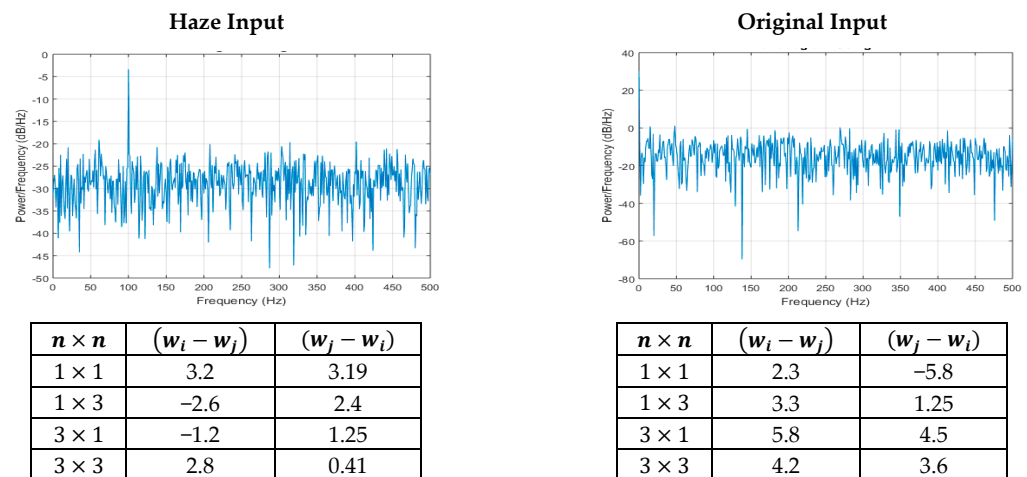 Haze Input
Original Input
0
-5
-10
-15
-20
-25
-30
-35
-40
-45
-50
Power/Frequency (dB/Hz)
0 50 100 150 200 250 300 350 400 450 500
Frequency (Hz)
40
20
0
-20
-40
-60
-80
Power/Frequency (dB/Hz)
0 50 100 150 200 250 300 350 400 450 500
Frequency (Hz)
n × n (w_i − w_j) (w_j − w_i)
1 × 1 3.2 3.19
1 × 3 −2.6 2.4
3 × 1 −1.2 1.25
3 × 3 2.8 0.41
n × n (w_i − w_j) (w_j − w_i)
1 × 1 2.3 −5.8
1 × 3 3.3 1.25
3 × 1 5.8 4.5
3 × 3 4.2 3.6